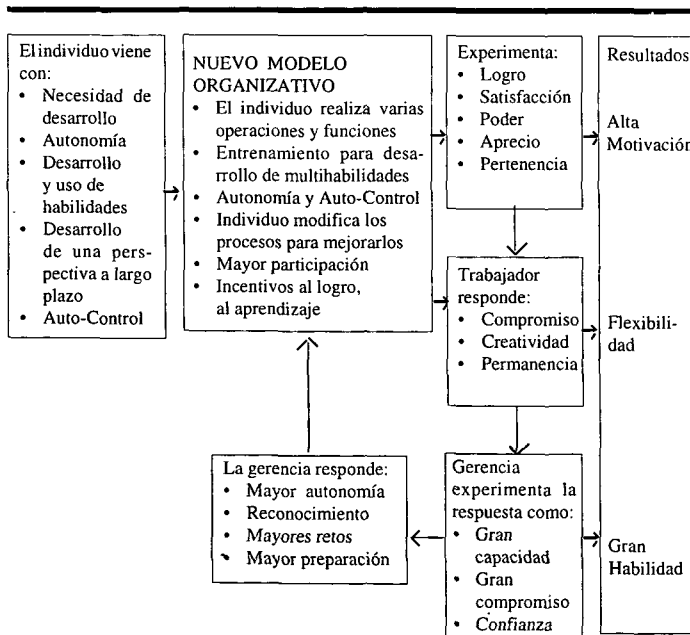 El individuo viene
con:
• Necesidad de
desarrollo
• Autonomía
• Desarrollo
y uso de
habilidades
• Desarrollo
de una pers-
pectiva a largo
plazo
• Auto-Control
NUEVO MODELO
ORGANIZATIVO
• El individuo realiza varias
operaciones y funciones
• Entrenamiento para desa-
rrollo de multihabilidades
• Autonomía y Auto-Control
• Individuo modifica los
procesos para mejorarlos
• Mayor participación
• Incentivos al logro,
al aprendizaje
Experimenta:
• Logro
• Satisfacción
• Poder
• Aprecio
• Pertenencia
Trabajador
responde:
• Compromiso
• Creatividad
• Permanencia
Gerencia
experimenta la
respuesta como:
• Gran
capacidad
• Gran
compromiso
• Confianza
La gerencia responde:
• Mayor autonomía
• Reconocimiento
• Mayores retos
• Mayor preparación
Resultados
Alta
Motivación
Flexibili-
dad
Gran
Habilidad